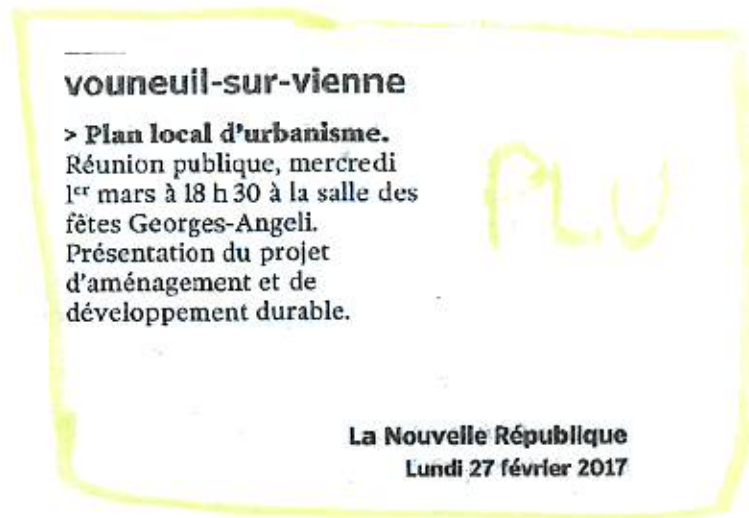 vouneuil-sur-vienne
> Plan local d'urbanisme.
Réunion publique, mercredi
1er mars à 18 h 30 à la salle des
fêtes Georges-Angeli.
Présentation du projet
d'aménagement et de
développement durable.
PLU
La Nouvelle République
Lundi 27 février 2017